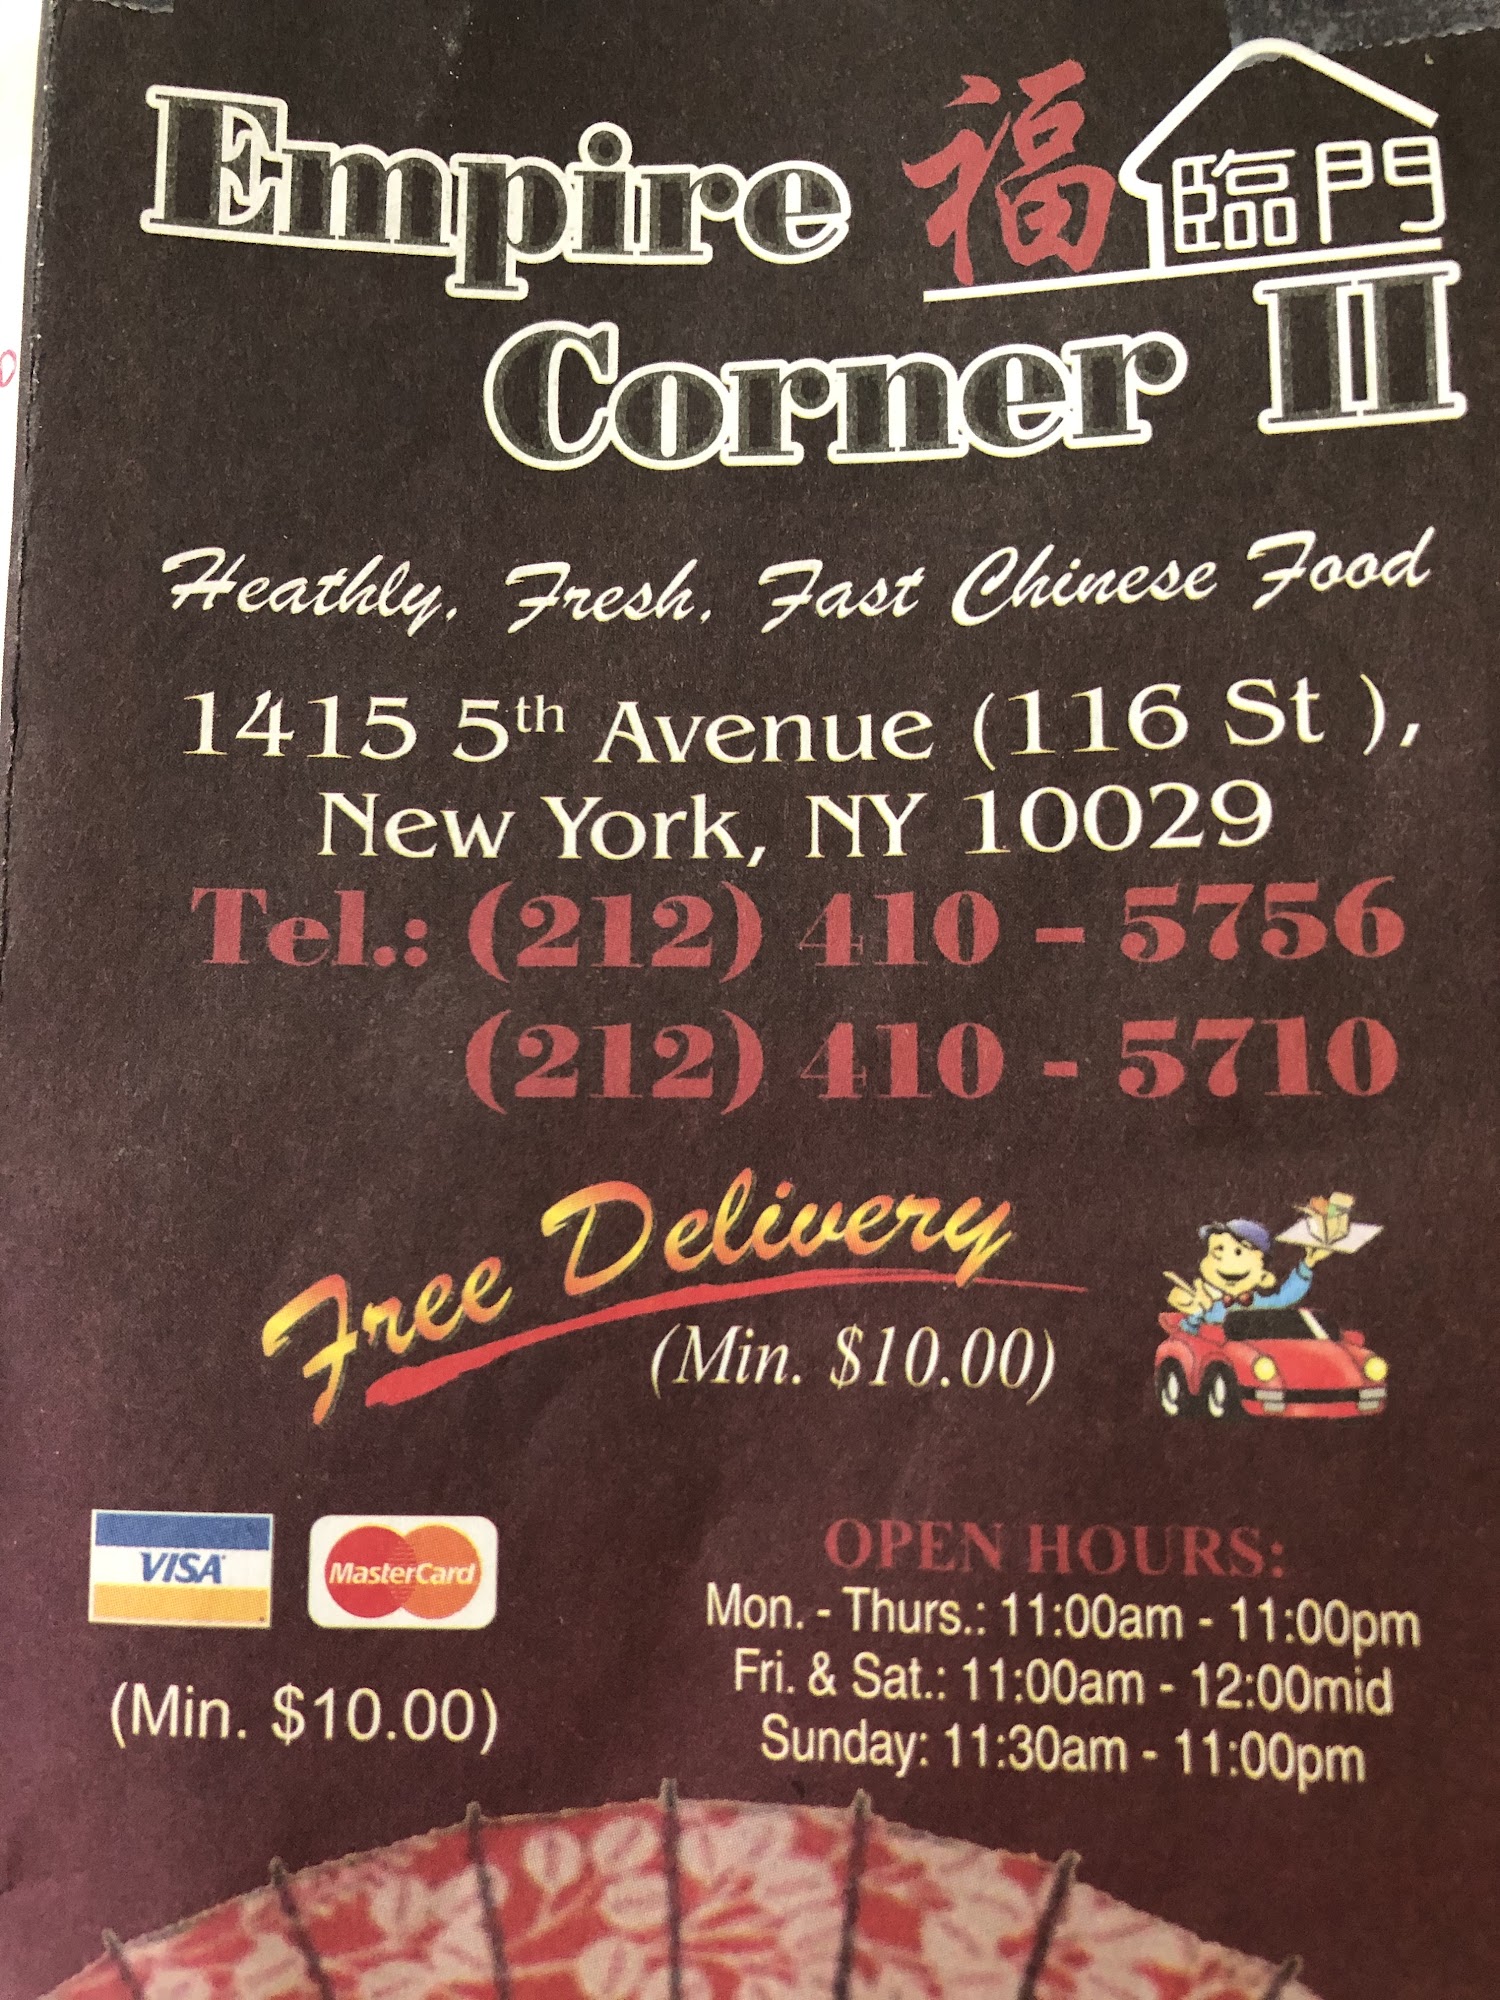 Empire 福臨門
Corner II
Heathly, Fresh, Fast Chinese Food
1415 5th Avenue (116 St ),
New York, NY 10029
Tel.: (212) 410 - 5756
(212) 410 - 5710
Free Delivery
(Min. $10.00)
VISA MasterCard
(Min. $10.00)
OPEN HOURS:
Mon. - Thurs.: 11:00am - 11:00pm
Fri. & Sat.: 11:00am - 12:00mid
Sunday: 11:30am - 11:00pm